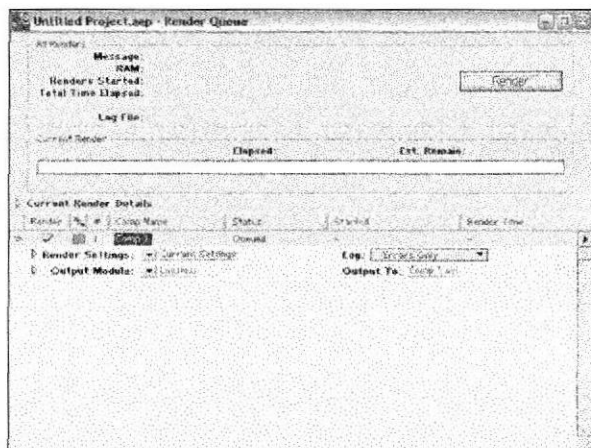 Untitled Project.aep - Render Queue
All Renders
Message:
RAM:
Renders Started:
Total Time Elapsed:
Render
Log File:
Current Render
Elapsed:
Est. Remain:
Current Render Details
Render # Comp Name Status Started Render Time
1 Comp 1 Queued - -
Render Settings: Current Settings Log: Errors Only
Output Module: Lossless Output To: Comp 1.avi